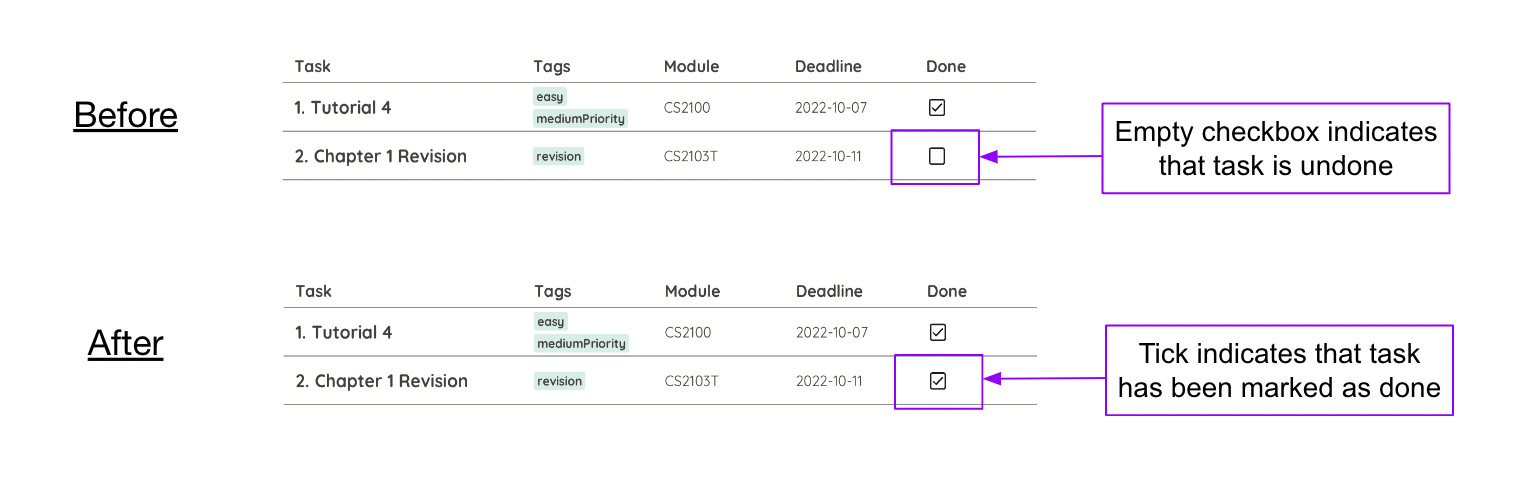 Before
Task Tags Module Deadline Done
1. Tutorial 4 easy mediumPriority CS2100 2022-10-07
2. Chapter 1 Revision revision CS2103T 2022-10-11
Empty checkbox indicates
that task is undone
After
Task Tags Module Deadline Done
1. Tutorial 4 easy mediumPriority CS2100 2022-10-07
2. Chapter 1 Revision revision CS2103T 2022-10-11
Tick indicates that task
has been marked as done